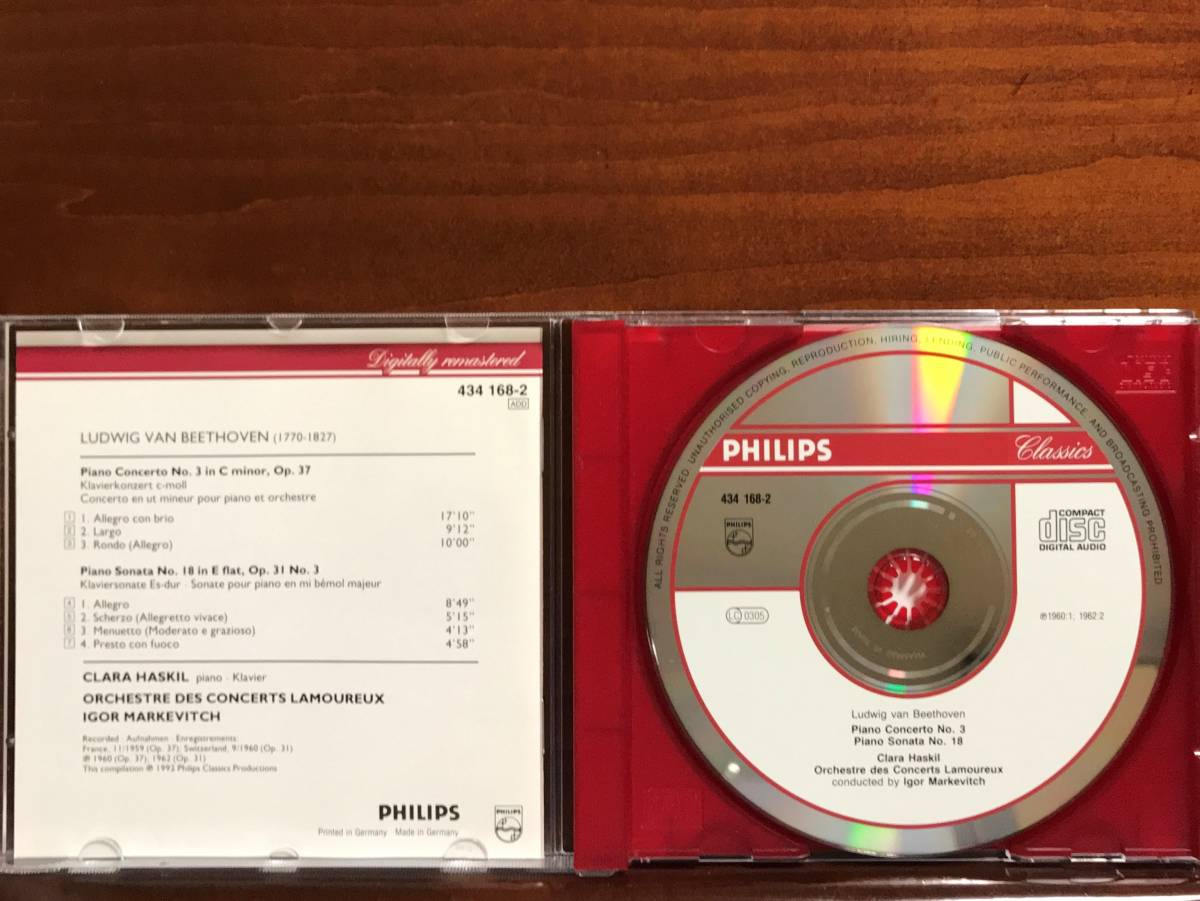 Digitally remastered
434 168-2
ADD
LUDWIG VAN BEETHOVEN (1770-1827)
Piano Concerto No. 3 in C minor, Op. 37
Klavierkonzert c-moll
Concerto en ut mineur pour piano et orchestre
1 1. Allegro con brio 17'10"
2 2. Largo 9'12"
3 3. Rondo (Allegro) 10'00"
Piano Sonata No. 18 in E flat, Op. 31 No. 3
Klaviersonate Es-dur · Sonate pour piano en mi bémol majeur
4 1. Allegro 8'49"
5 2. Scherzo (Allegretto vivace) 5'15"
6 3 Menuetto (Moderato e grazioso) 4'13"
7 4. Presto con fuoco 4'58"
CLARA HASKIL piano · Klavier
ORCHESTRE DES CONCERTS LAMOUREUX
IGOR MARKEVITCH
Recorded · Aufnahmen · Enregistrements:
France, 11/1959 (Op. 37); Switzerland, 9/1960 (Op. 31)
℗ 1960 (Op. 37); 1962 (Op. 31)
This compilation ℗ 1992 Philips Classics Productions
PHILIPS
Printed in Germany · Made in Germany
PHILIPS
ALL RIGHTS RESERVED. UNAUTHORISED COPYING, REPRODUCTION, HIRING, LENDING, PUBLIC PERFORMANCE, AND BROADCASTING PROHIBITED
PHILIPS Classics
434 168-2
PHILIPS
COMPACT
disc
DIGITAL AUDIO
LC 0305
℗1960:1; 1962:2
Ludwig van Beethoven
Piano Concerto No. 3
Piano Sonata No. 18
Clara Haskil
Orchestre des Concerts Lamoureux
conducted by Igor Markevitch